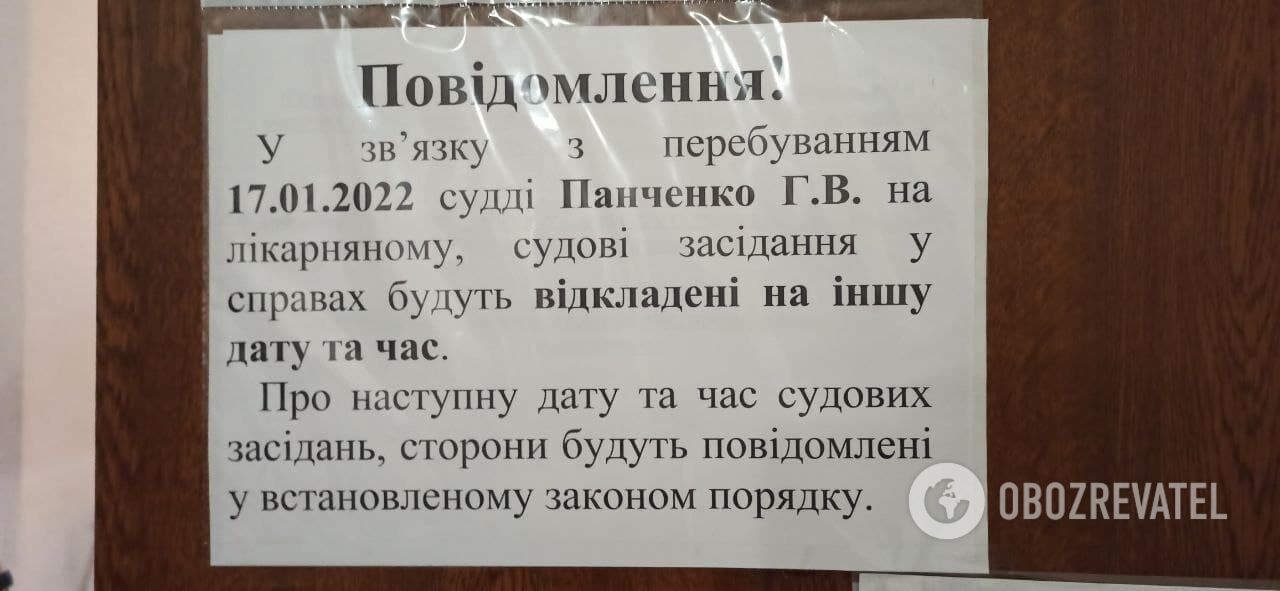 Повідомлення!
У зв’язку з перебуванням
17.01.2022 судді Панченко Г.В. на
лікарняному, судові засідання у
справах будуть відкладені на іншу
дату та час.
Про наступну дату та час судових
засідань, сторони будуть повідомлені
у встановленому законом порядку.
OBOZREVATEL